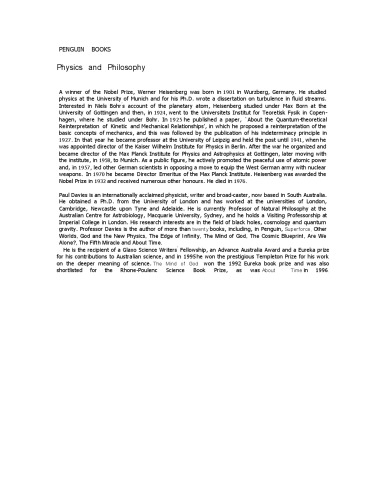 PENGUIN BOOKS
Physics and Philosophy
A winner of the Nobel Prize, Werner Heisenberg was born in 1901 in Wurzberg, Germany. He studied
physics at the University of Munich and for his Ph.D. wrote a dissertation on turbulence in fluid streams.
Interested in Niels Bohr's account of the planetary atom, Heisenberg studied under Max Born at the
University of Gottingen and then, in 1924, went to the Universitets Institut for Teoretisk Fysik in Copen-
hagen, where he studied under Bohr. In 1925 he published a paper, 'About the Quantum-theoretical
Reinterpretation of Kinetic and Mechanical Relationships', in which he proposed a reinterpretation of the
basic concepts of mechanics, and this was followed by the publication of his indeterminacy principle in
1927. In that year he became professor at the University of Leipzig and held the post until 1941, when he
was appointed director of the Kaiser Wilhelm Institute for Physics in Berlin. After the war he organized and
became director of the Max Planck Institute for Physics and Astrophysics at Gottingen, later moving with
the institute, in 1958, to Munich. As a public figure, he actively promoted the peaceful use of atomic power
and, in 1957, led other German scientists in opposing a move to equip the West German army with nuclear
weapons. In 1970 he became Director Emeritus of the Max Planck Institute. Heisenberg was awarded the
Nobel Prize in 1932 and received numerous other honours. He died in 1976.
Paul Davies is an internationally acclaimed physicist, writer and broad-caster, now based in South Australia.
He obtained a Ph.D. from the University of London and has worked at the universities of London,
Cambridge, Newcastle upon Tyne and Adelaide. He is currently Professor of Natural Philosophy at the
Australian Centre for Astrobiology, Macquarie University, Sydney, and he holds a Visiting Professorship at
Imperial College in London. His research interests are in the field of black holes, cosmology and quantum
gravity. Professor Davies is the author of more than twenty books, including, in Penguin, Superforce, Other
Worlds, God and the New Physics, The Edge of Infinity, The Mind of God, The Cosmic Blueprint, Are We
Alone?, The Fifth Miracle and About Time.
He is the recipient of a Glaxo Science Writers' Fellowship, an Advance Australia Award and a Eureka prize
for his contributions to Australian science, and in 1995he won the prestigious Templeton Prize for his work
on the deeper meaning of science. The Mind of God won the 1992 Eureka book prize and was also
shortlisted for the Rhone-Poulenc Science Book Prize, as was About Time in 1996